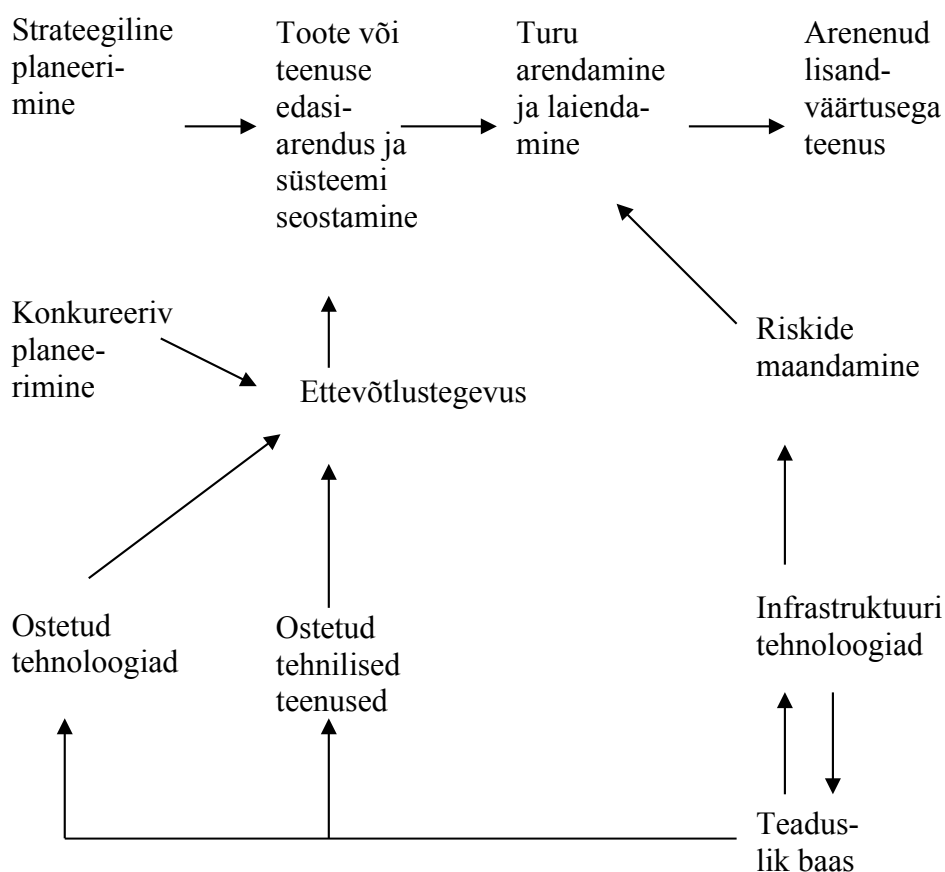 Strateegiline
planeeri-
mine
Toote või
teenuse
edasi-
arendus ja
süsteemi
seostamine
Turu
arendamine
ja laienda-
mine
Arenenud
lisand-
väärtusega
teenus
Konkureeriv
planee-
rimine
Ettevõtlustegevus
Riskide
maandamine
Ostetud
tehnoloogiad
Ostetud
tehnilised
teenused
Infrastruktuuri
tehnoloogiad
Teadus-
lik baas